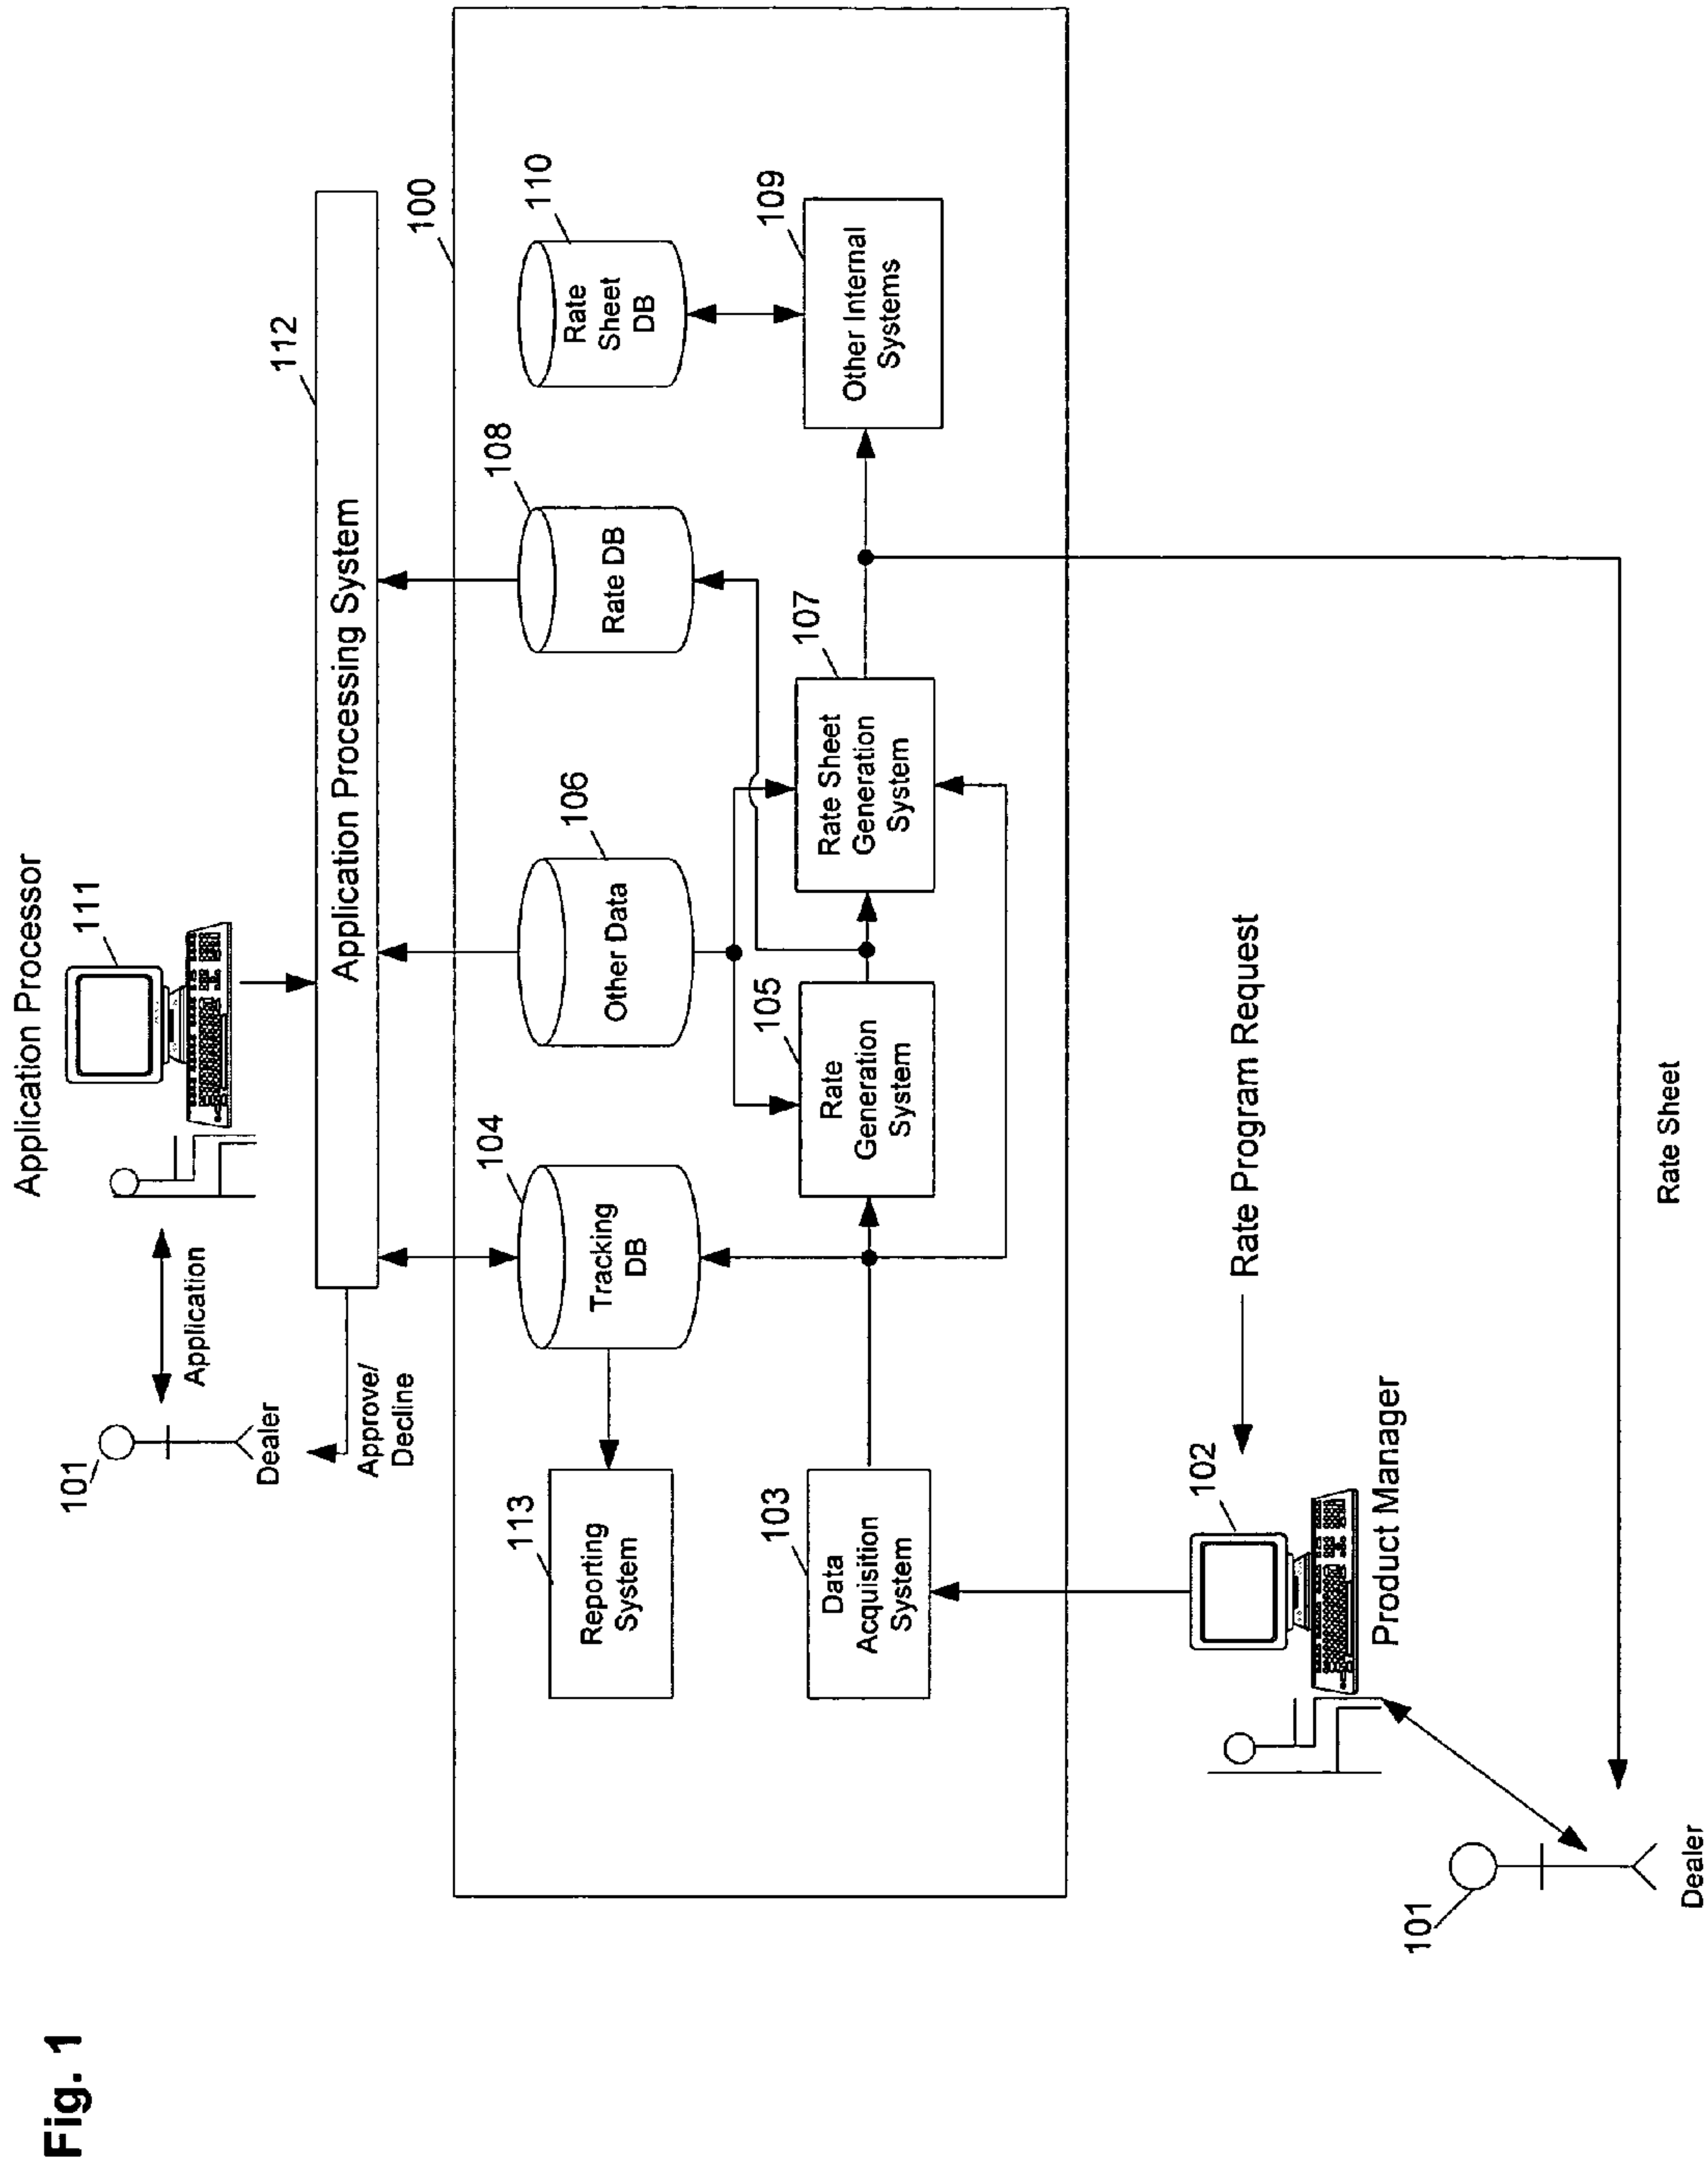 Fig. 1
Application Processor
111
101
Dealer
Application
Approve/
Decline
112
Application Processing System
100
113
Reporting
System
104
Tracking
DB
106
Other Data
108
Rate DB
110
Rate
Sheet
DB
103
Data
Acquisition
System
105
Rate
Generation
System
107
Rate Sheet
Generation
System
109
Other Internal
Systems
102
Product Manager
Rate Program Request
101
Dealer
Rate Sheet